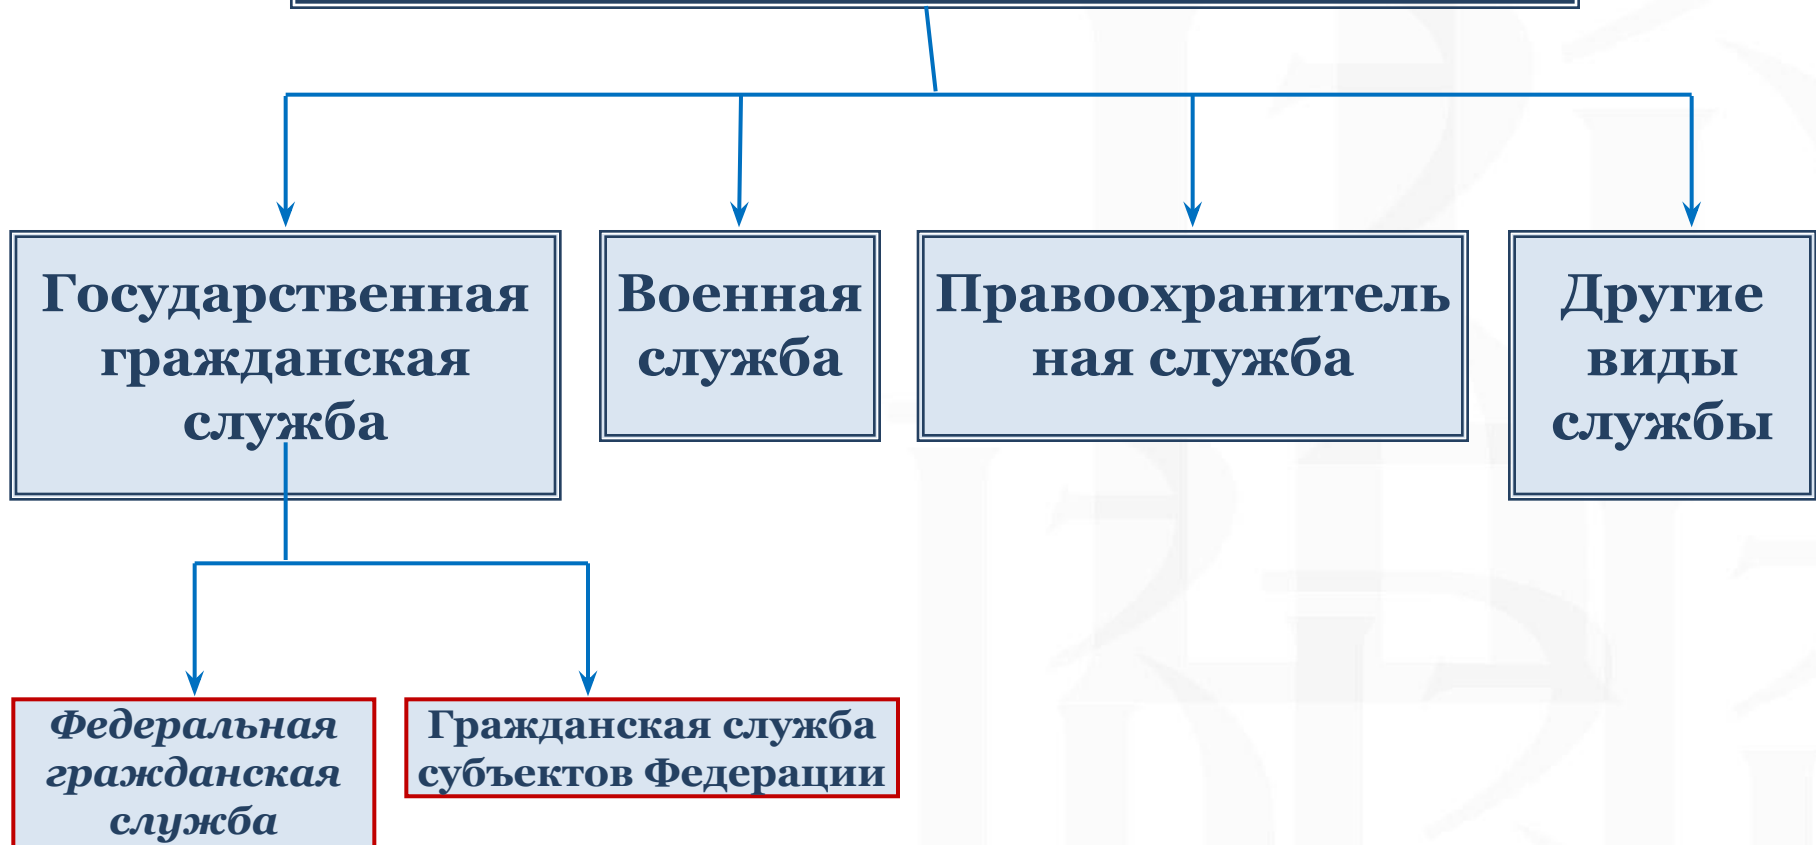 Государственная
гражданская
служба
Военная
служба
Правоохранитель
ная служба
Другие
виды
службы
Федеральная
гражданская
служба
Гражданская служба
субъектов Федерации